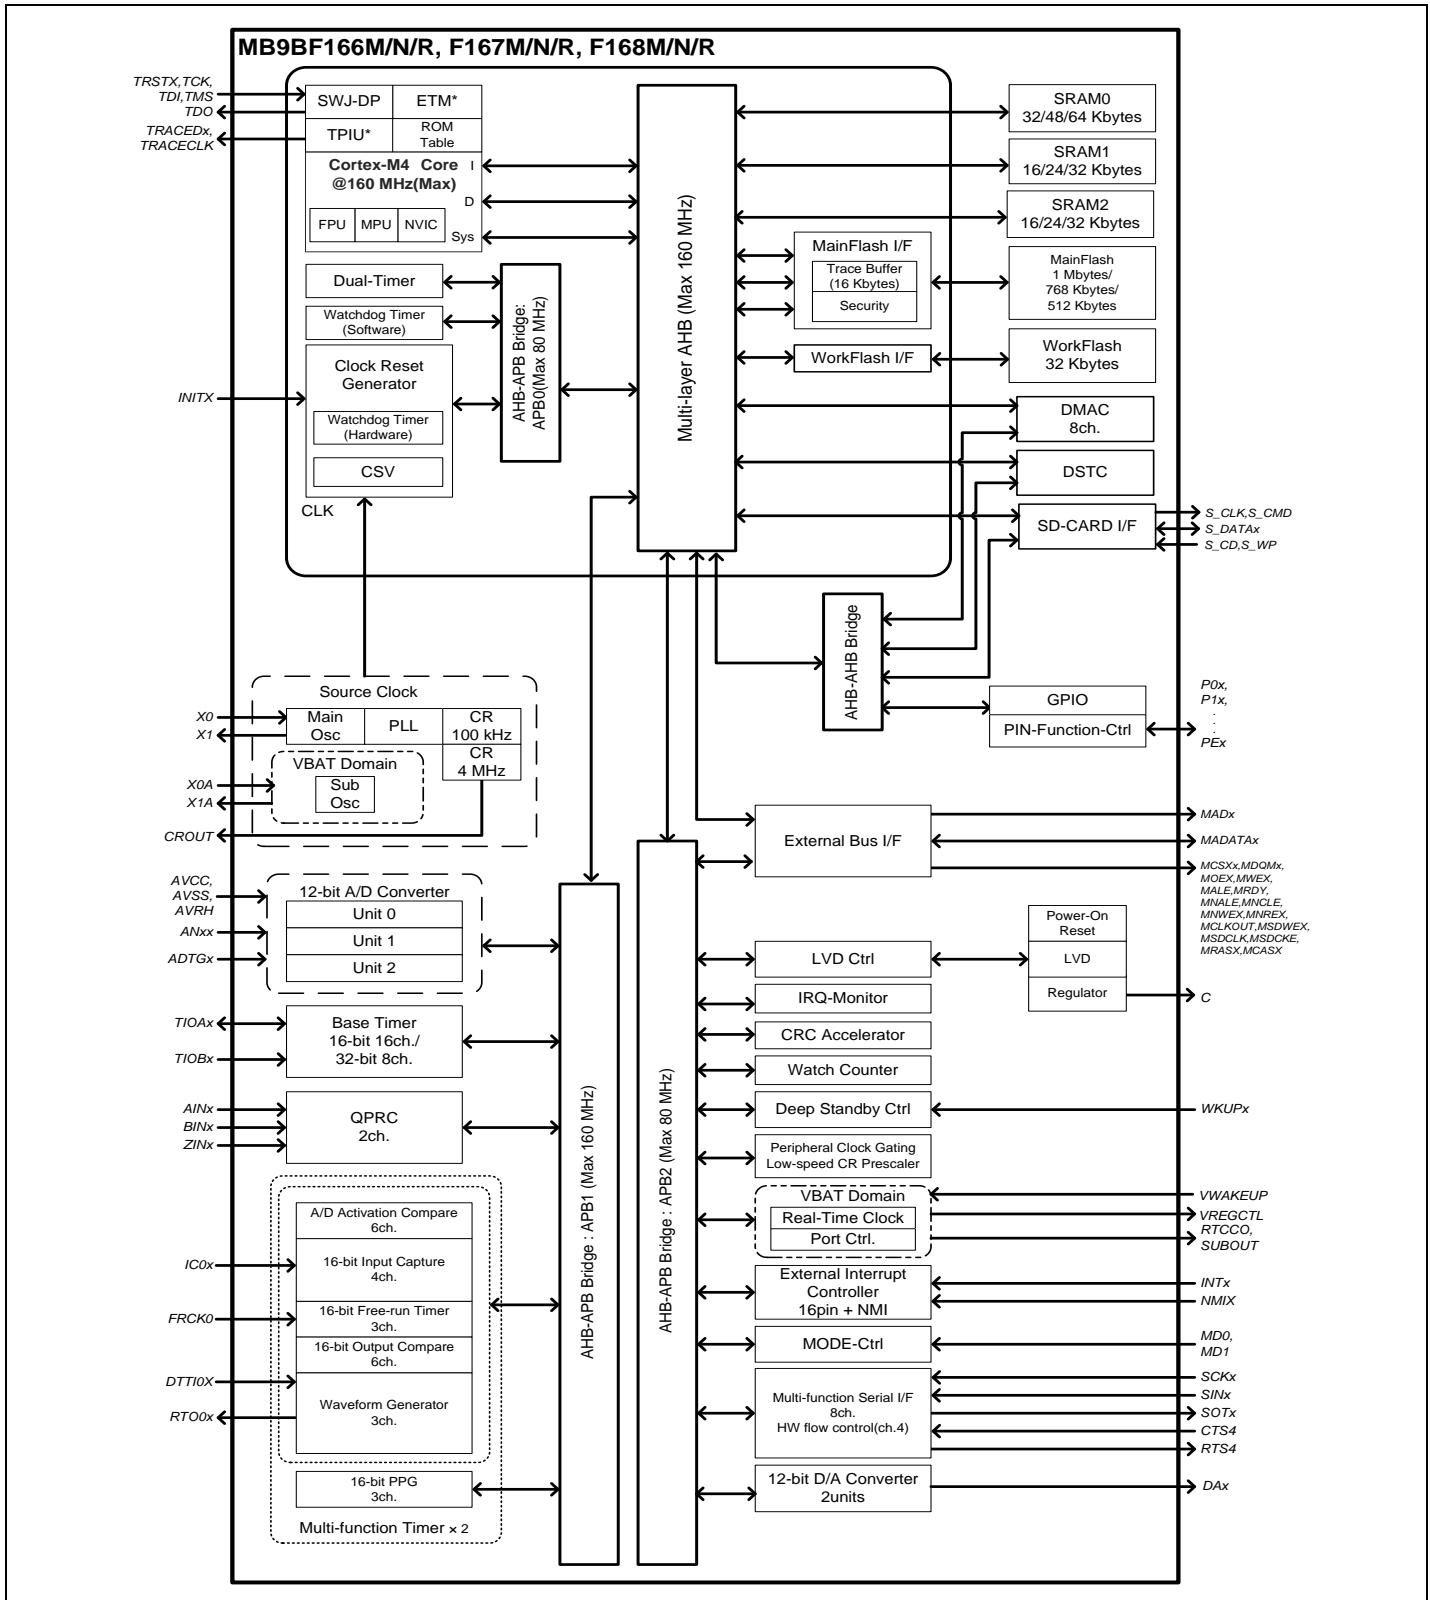 MB9BF166M/N/R, F167M/N/R, F168M/N/R
TRSTX,TCK,
TDI,TMS
TDO
TRACEDx,
TRACECLK
SWJ-DP
ETM*
TPIU*
ROM
Table
Cortex-M4 Core
@160 MHz(Max)
I
D
Sys
FPU
MPU
NVIC
Dual-Timer
Watchdog Timer
(Software)
Clock Reset
Generator
Watchdog Timer
(Hardware)
CSV
CLK
INITX
AHB-APB Bridge:
APB0(Max 80 MHz)
Multi-layer AHB (Max 160 MHz)
SRAM0
32/48/64 Kbytes
SRAM1
16/24/32 Kbytes
SRAM2
16/24/32 Kbytes
MainFlash I/F
Trace Buffer
(16 Kbytes)
Security
MainFlash
1 Mbytes/
768 Kbytes/
512 Kbytes
WorkFlash I/F
WorkFlash
32 Kbytes
DMAC
8ch.
DSTC
SD-CARD I/F
S_CLK,S_CMD
S_DATAx
S_CD,S_WP
AHB-AHB Bridge
GPIO
PIN-Function-Ctrl
P0x,
P1x,
.
.
PEx
Source Clock
X0
X1
Main
Osc
PLL
CR
100 kHz
CR
4 MHz
VBAT Domain
Sub
Osc
X0A
X1A
CROUT
External Bus I/F
MADx
MADATAx
MCSXx,MDQMx,
MOEX,MWEX,
MALE,MRDY,
MNALE,MNCLE,
MNWEX,MNREX,
MCLKOUT,MSDWEX,
MSDCLK,MSDCKE,
MRASX,MCASX
AVCC,
AVSS,
AVRH
ANxx
ADTGx
12-bit A/D Converter
Unit 0
Unit 1
Unit 2
TIOAx
TIOBx
Base Timer
16-bit 16ch./
32-bit 8ch.
AINx
BINx
ZINx
QPRC
2ch.
A/D Activation Compare
6ch.
IC0x
16-bit Input Capture
4ch.
FRCK0
16-bit Free-run Timer
3ch.
16-bit Output Compare
6ch.
DTTI0X
RTO0x
Waveform Generator
3ch.
16-bit PPG
3ch.
Multi-function Timer × 2
AHB-APB Bridge : APB1 (Max 160 MHz)
AHB-APB Bridge : APB2 (Max 80 MHz)
LVD Ctrl
Power-On
Reset
LVD
Regulator
C
IRQ-Monitor
CRC Accelerator
Watch Counter
Deep Standby Ctrl
WKUPx
Peripheral Clock Gating
Low-speed CR Prescaler
VBAT Domain
Real-Time Clock
Port Ctrl.
VWAKEUP
VREGCTL
RTCCO,
SUBOUT
External Interrupt
Controller
16pin + NMI
INTx
NMIX
MODE-Ctrl
MD0,
MD1
Multi-function Serial I/F
8ch.
HW flow control(ch.4)
SCKx
SINx
SOTx
CTS4
RTS4
12-bit D/A Converter
2units
DAx